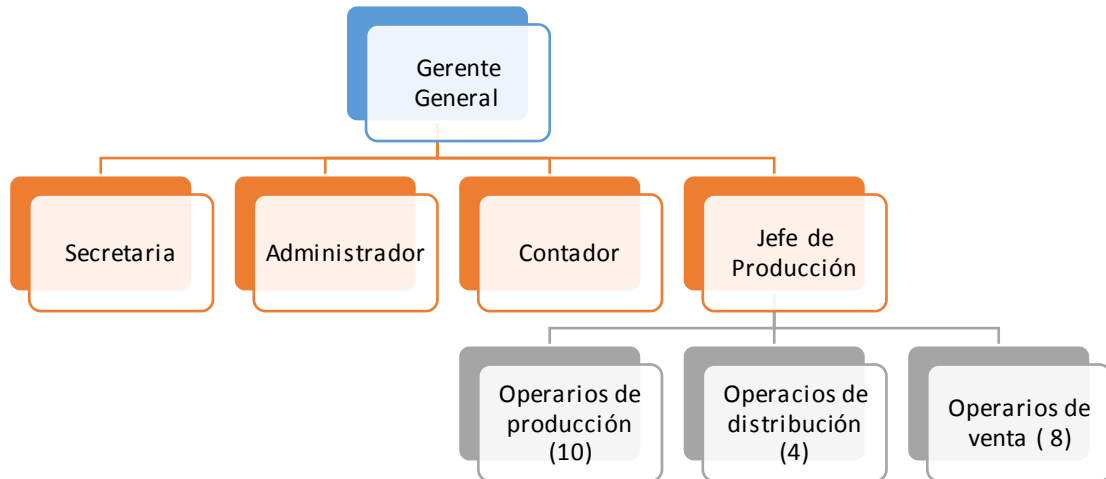 Gerente
General
Secretaria
Administrador
Contador
Jefe de
Producción
Operarios de
producción
(10)
Operacios de
distribución
(4)
Operarios de
venta ( 8)